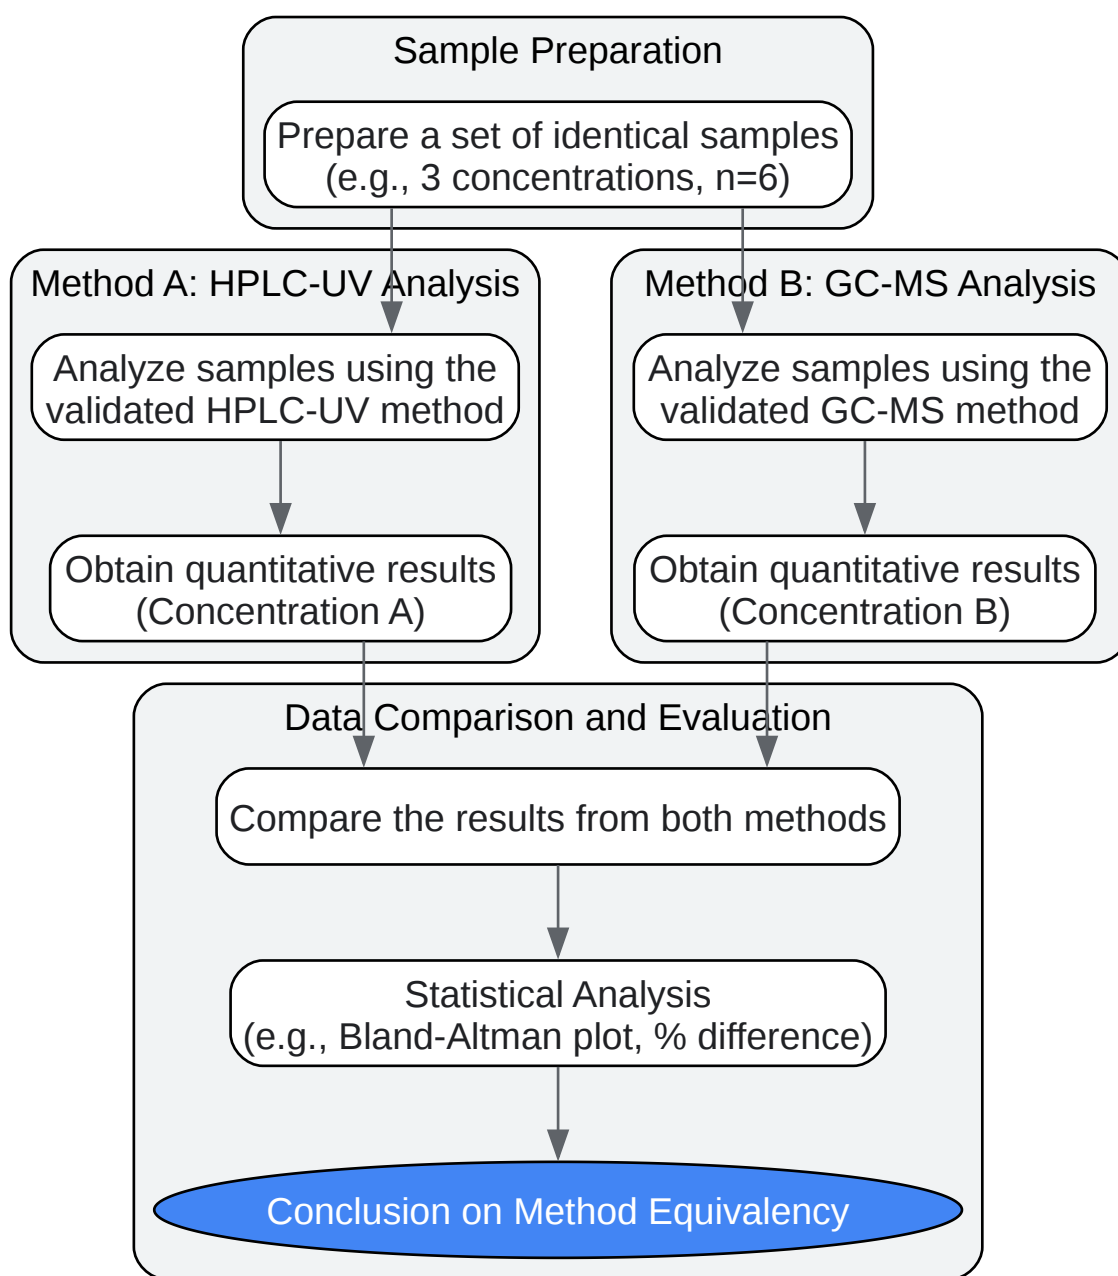 Sample Preparation
Prepare a set of identical samples
(e.g., 3 concentrations, n=6)
Method A: HPLC-UV Analysis
Analyze samples using the
validated HPLC-UV method
Obtain quantitative results
(Concentration A)
Method B: GC-MS Analysis
Analyze samples using the
validated GC-MS method
Obtain quantitative results
(Concentration B)
Data Comparison and Evaluation
Compare the results from both methods
Statistical Analysis
(e.g., Bland-Altman plot, % difference)
Conclusion on Method Equivalency